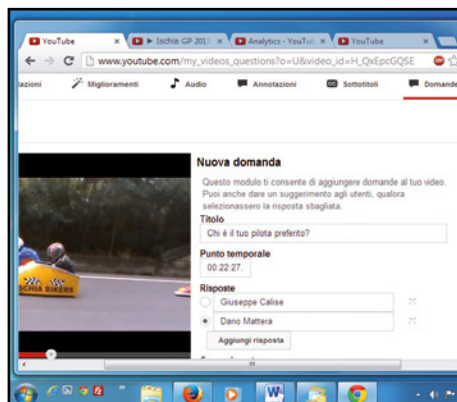 YouTube
Ischia GP 201
Analytics - YouTu
YouTube
www.youtube.com/my_videos_questions?o=U&video_id=H_QxEpcGQSE
tazioni
Miglioramenti
Audio
Annotazioni
Sottotitoli
Domande
Nuova domanda
Questo modulo ti consente di aggiungere domande al tuo video.
Puoi anche dare un suggerimento agli utenti, qualora
selezionassero la risposta sbagliata.
Titolo
Chi è il tuo pilota preferito?
Punto temporale
00:22:27.
Risposte
Giuseppe Calise
Dario Mattera
Aggiungi risposta
ISCHIA BIKERS